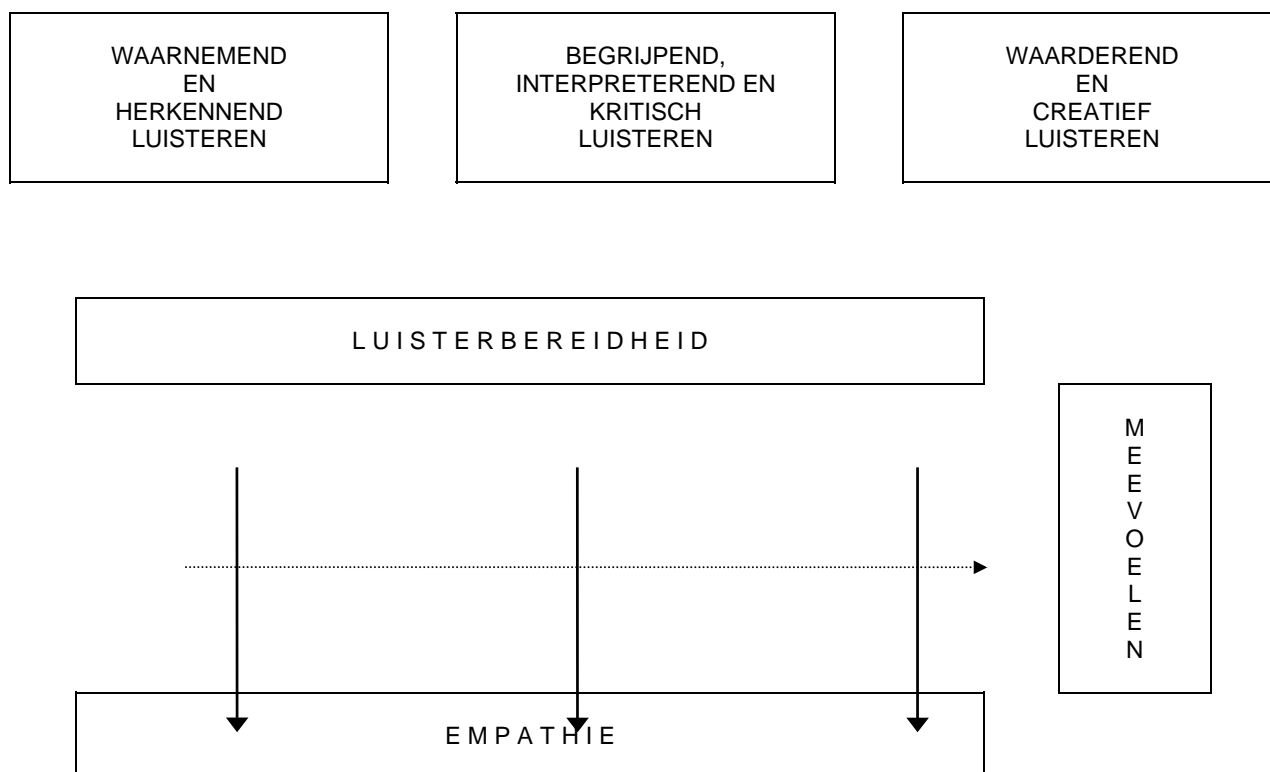 WAARNEMEND
EN
HERKENNEND
LUISTEREN
BEGRIJPEND,
INTERPRETEREND EN
KRITISCH
LUISTEREN
WAARDEREND
EN
CREATIEF
LUISTEREN
L U I S T E R B E R E I D H E I D
M
E
E
V
O
E
L
E
N
E M P A T H I E